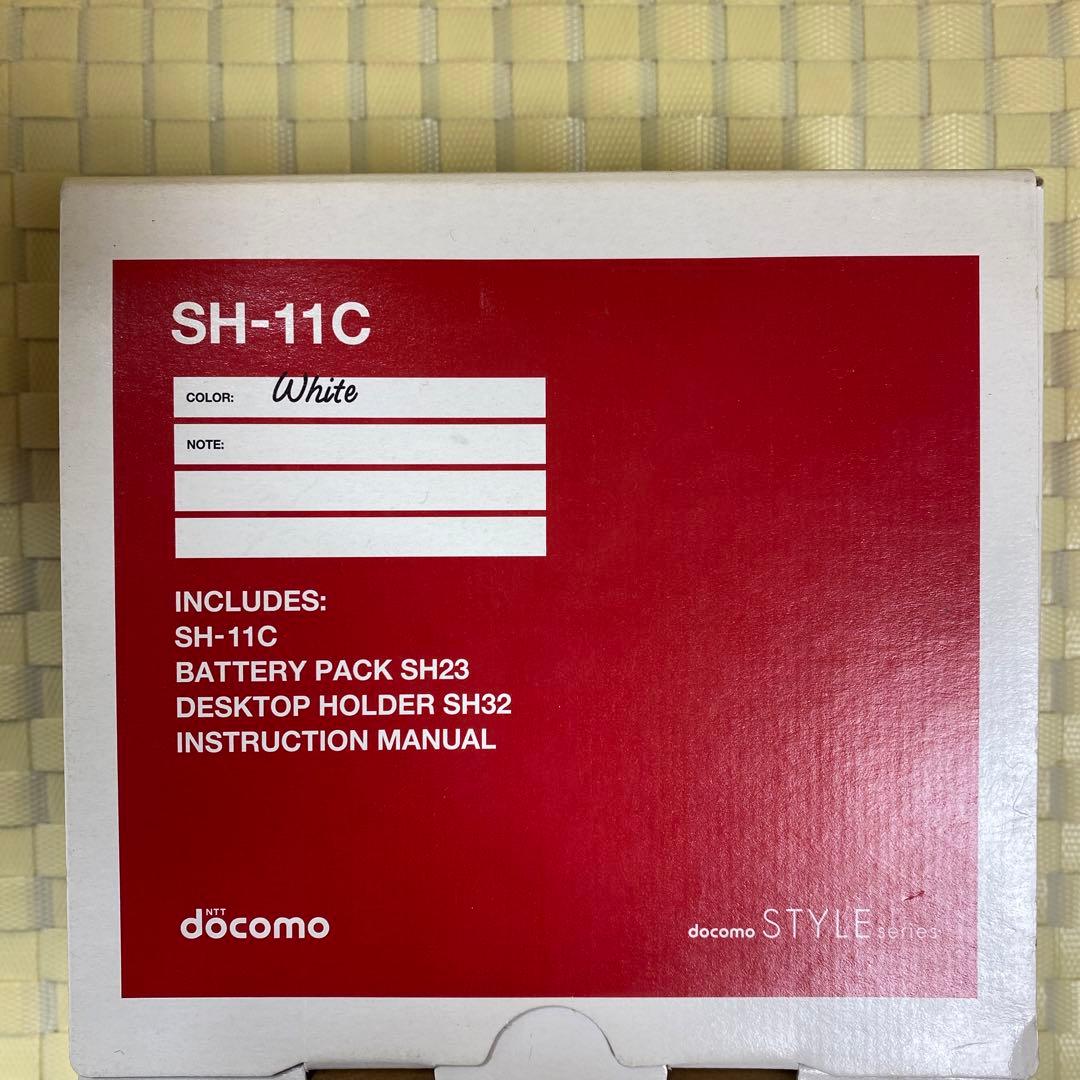 SH-11C
COLOR: White
NOTE:
INCLUDES:
SH-11C
BATTERY PACK SH23
DESKTOP HOLDER SH32
INSTRUCTION MANUAL
NTT
docomo
docomo STYLE series